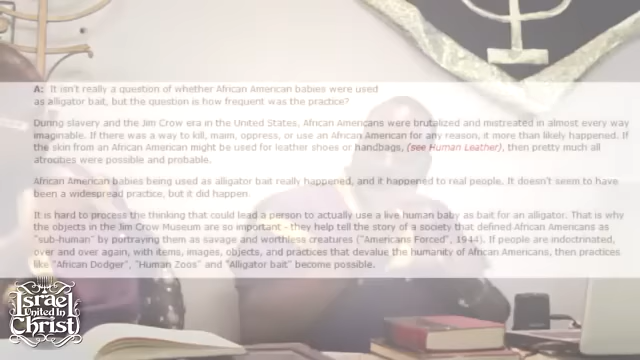 A: It isn't really a question of whether African American babies were used
as alligator bait, but the question is how frequent was the practice?
During slavery and the Jim Crow era in the United States, African Americans were brutalized and mistreated in almost every way
imaginable. If there was a way to kill, maim, oppress, or use an African American for any reason, it more than likely happened. If
the skin from an African American might be used for leather shoes or handbags, (see Human Leather), then pretty much all
atrocities were possible and probable.
African American babies being used as alligator bait really happened, and it happened to real people. It doesn't seem to have
been a widespread practice, but it did happen.
It is hard to process the thinking that could lead a person to actually use a live human baby as bait for an alligator. That is why
the objects in the Jim Crow Museum are so important - they help tell the story of a society that defined African Americans as
"sub-human" by portraying them as savage and worthless creatures ("Americans Forced", 1944). If people are indoctrinated,
over and over again, with items, images, objects, and practices that devalue the humanity of African Americans, then practices
like "African Dodger", "Human Zoos" and "Alligator bait" become possible.
Israel
United In
Christ